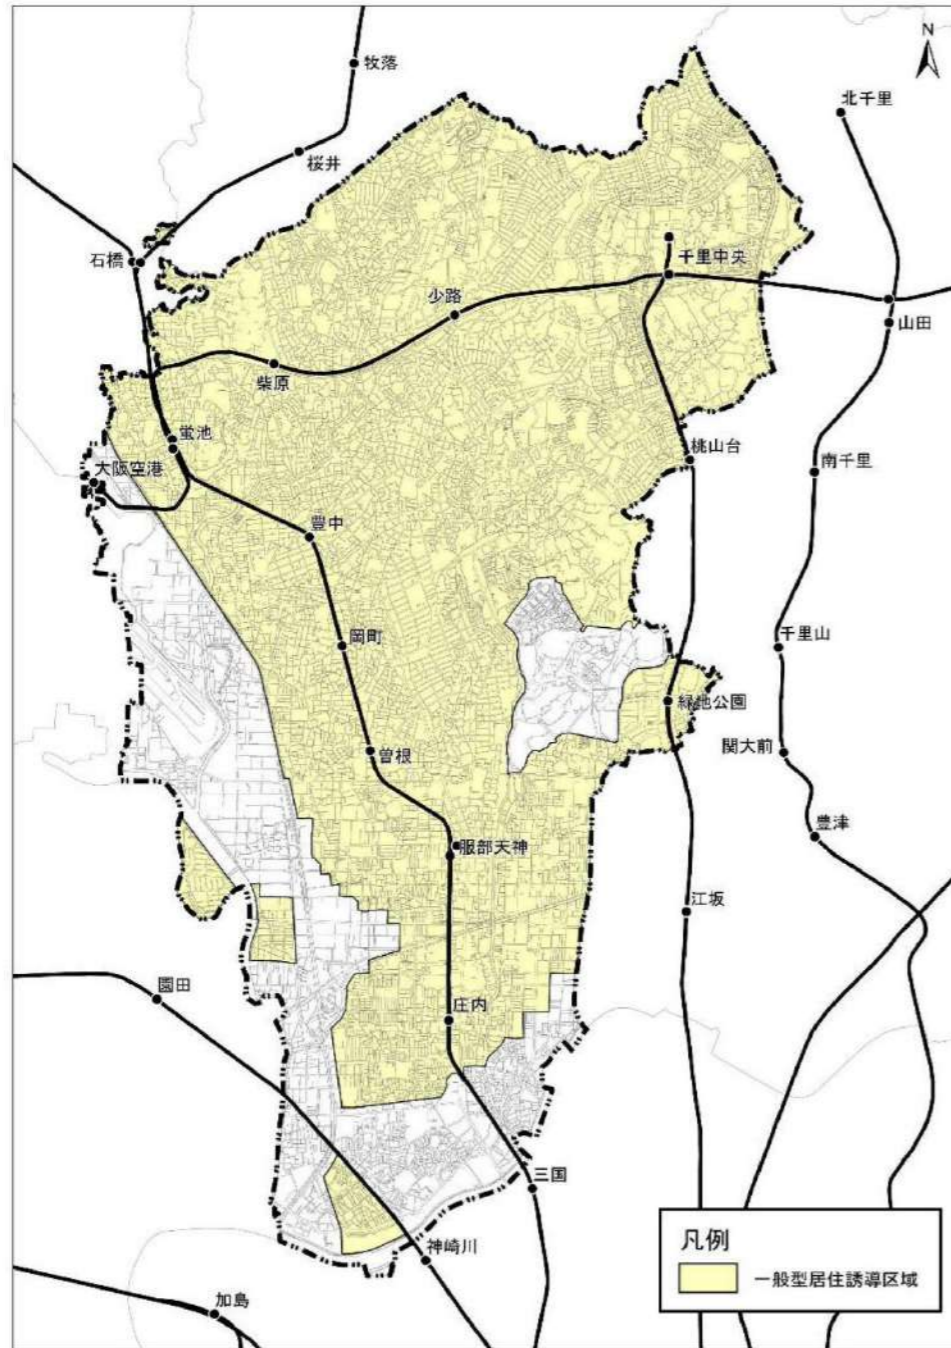 N
牧落
北千里
桜井
石橋
千里中央
少路
山田
柴原
蛍池
桃山台
大阪空港
南千里
豊中
岡町
千里山
緑地公園
曽根
関大前
豊津
服部天神
江坂
園田
庄内
三国
神崎川
加島
凡例
一般型居住誘導区域